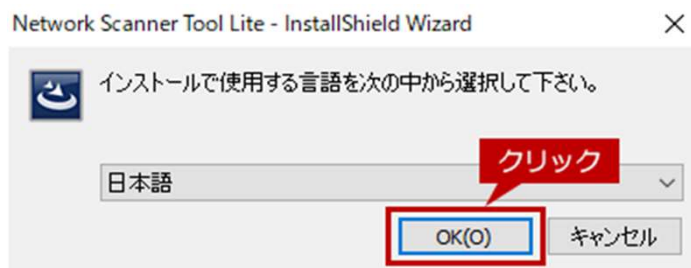 Network Scanner Tool Lite - InstallShield Wizard
インストールで使用する言語を次の中から選択して下さい。
クリック
日本語
OK(O)
キャンセル